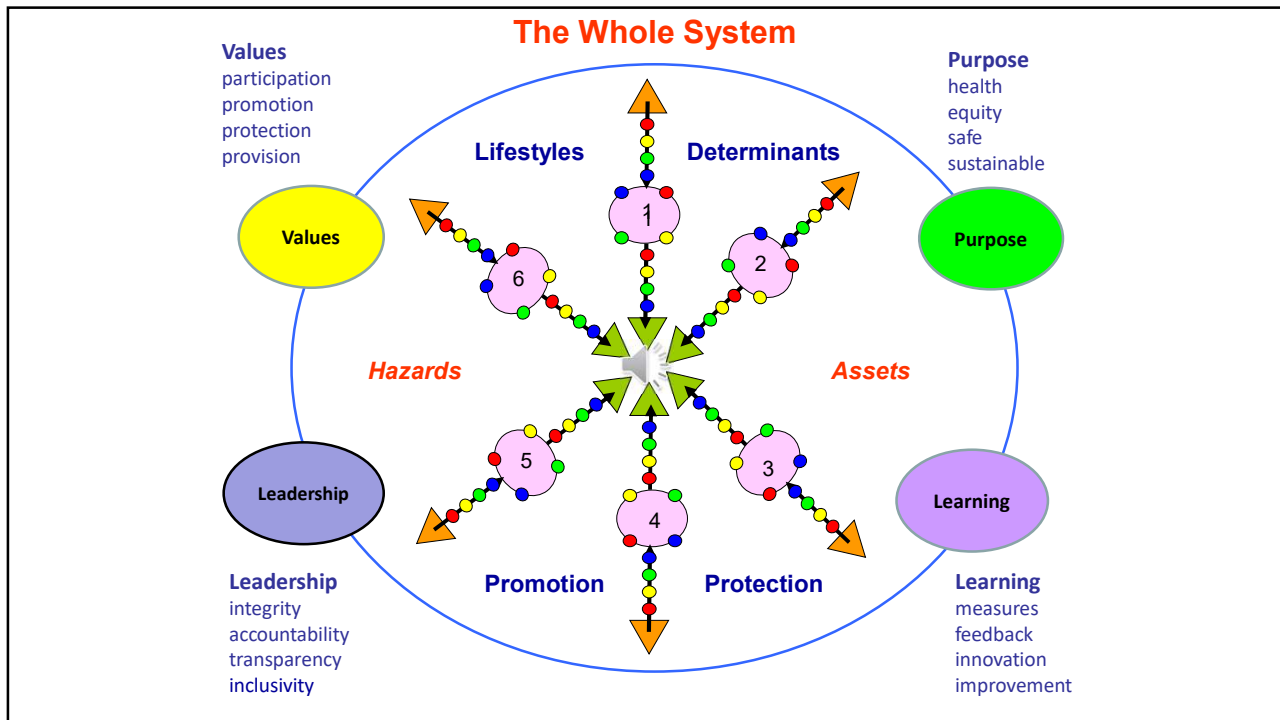 The Whole System
Values
participation
promotion
protection
provision
Purpose
health
equity
safe
sustainable
Lifestyles
Determinants
1
Values
Purpose
2
6
Hazards
Assets
5
3
Leadership
Learning
4
Promotion
Protection
Leadership
integrity
accountability
transparency
inclusivity
Learning
measures
feedback
innovation
improvement